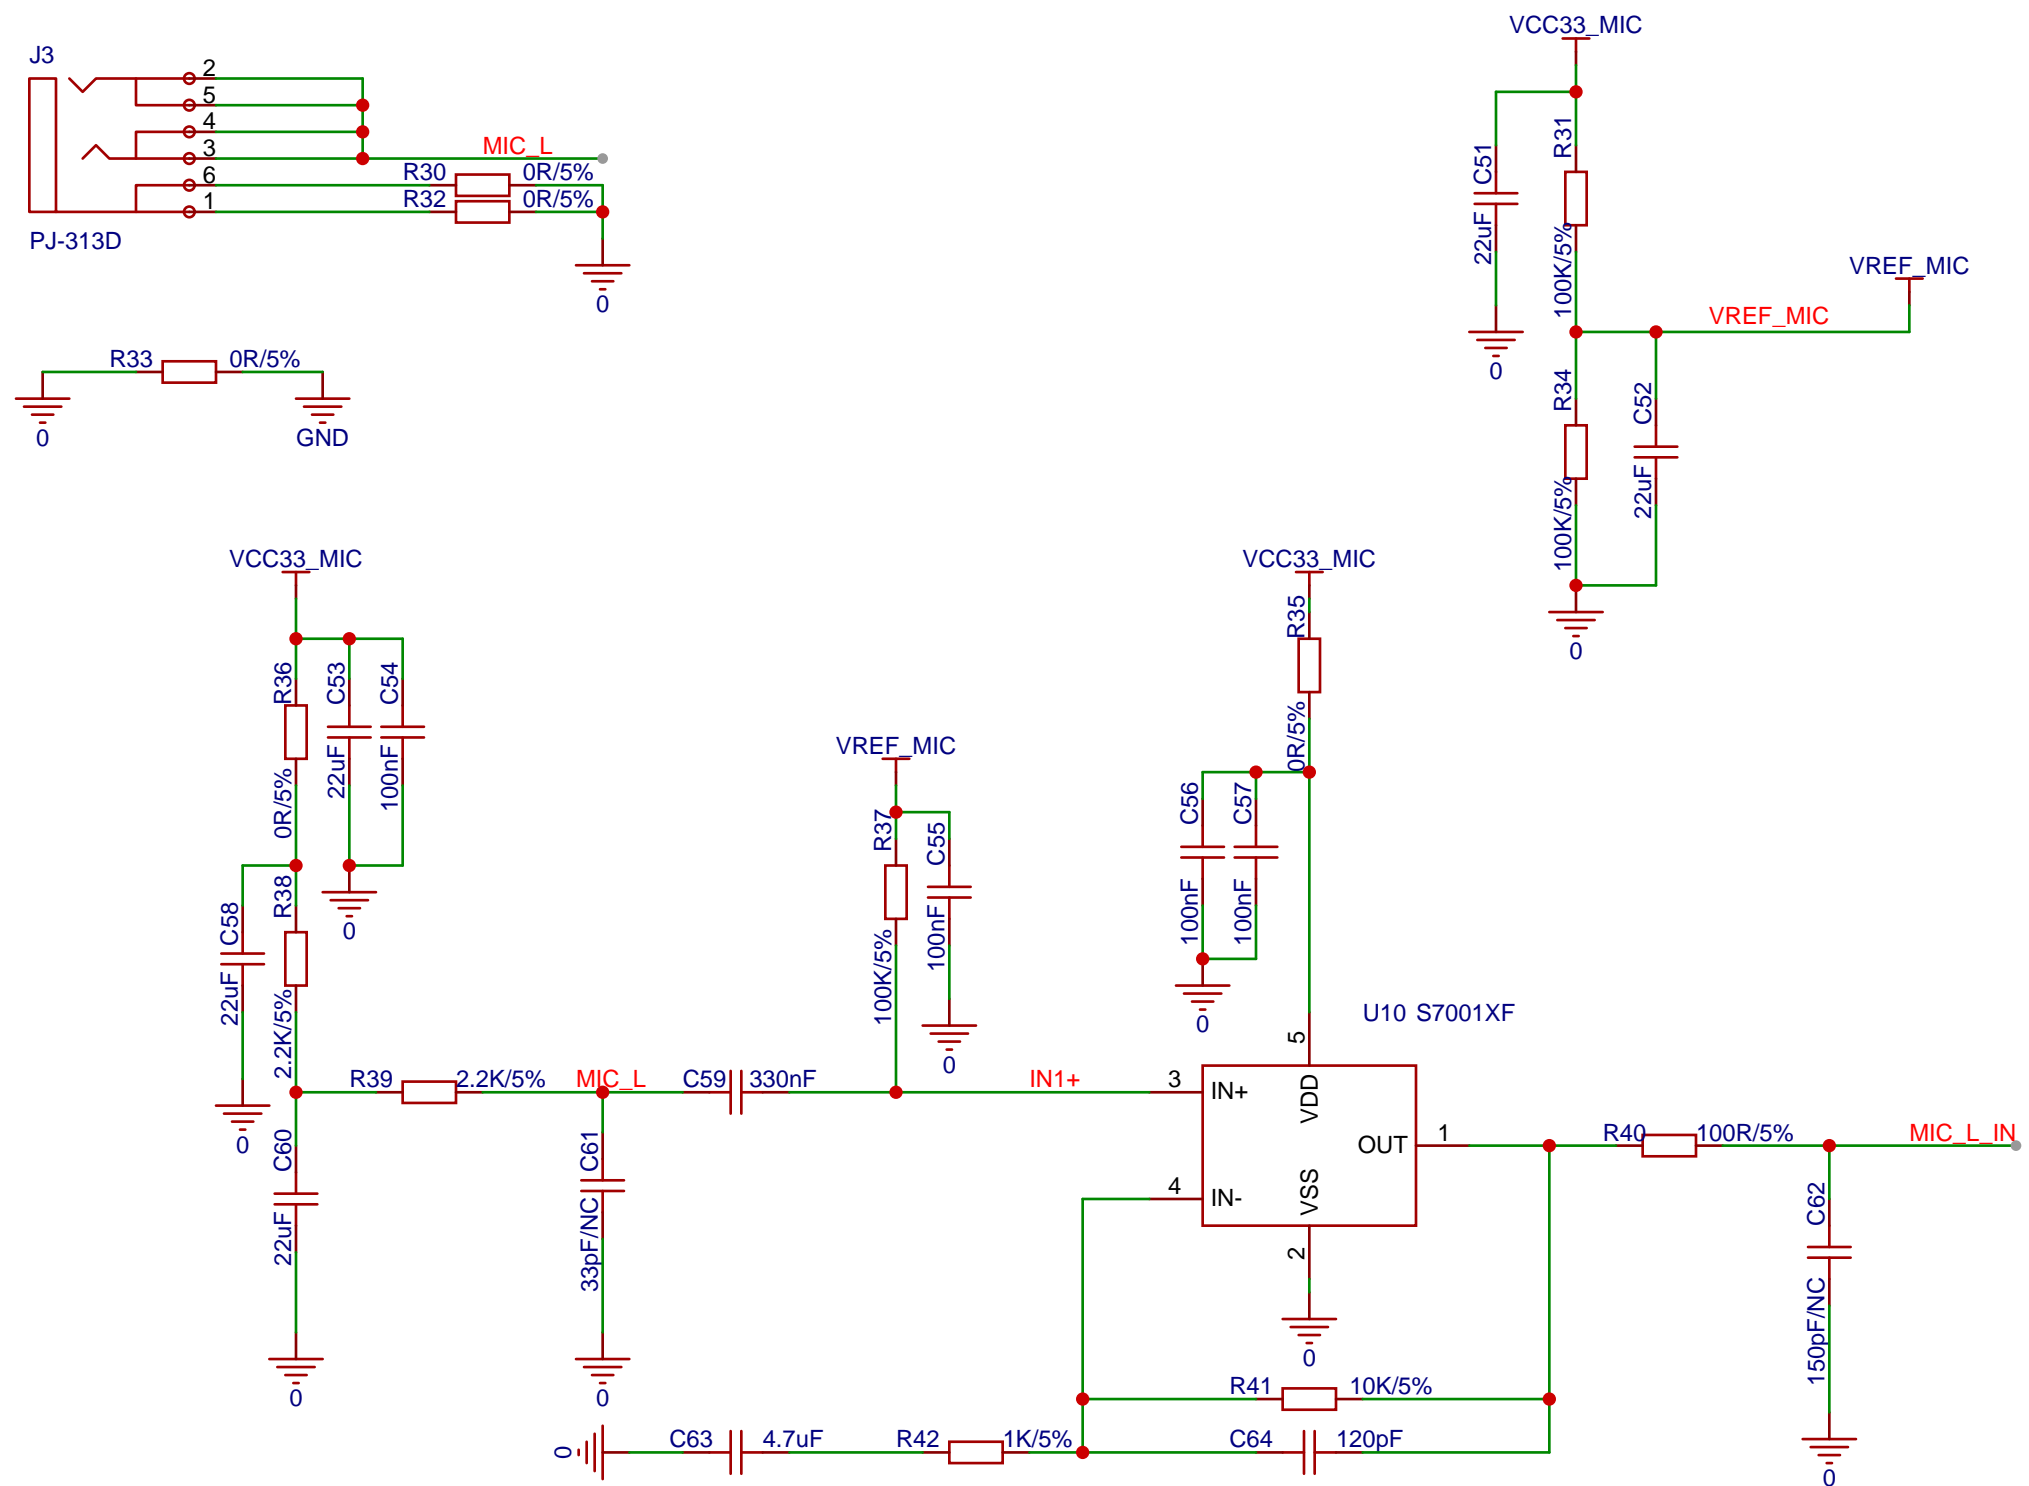 J3
2
5
4
3
6
1
MIC_L
R30 0R/5%
R32 0R/5%
PJ-313D
0
R33 0R/5%
0
GND
VCC33_MIC
C51
22uF
0
R31
100K/5%
VREF_MIC
VREF_MIC
R34
100K/5%
C52
22uF
0
VCC33_MIC
R36
0R/5%
C53
22uF
C54
100nF
0
C58
22uF
0
R38
2.2K/5%
R39 2.2K/5%
MIC_L
C60
22uF
0
C61
33pF/NC
0
C59 330nF
VREF_MIC
R37
100K/5%
C55
100nF
0
IN1+
VCC33_MIC
R35
0R/5%
C56
100nF
C57
100nF
0
U10 S7001XF
5
VDD
3
IN+
4
IN-
OUT
1
VSS
2
0
R40 100R/5%
MIC_L_IN
C62
150pF/NC
0
R41 10K/5%
0
C63 4.7uF
R42 1K/5%
C64 120pF